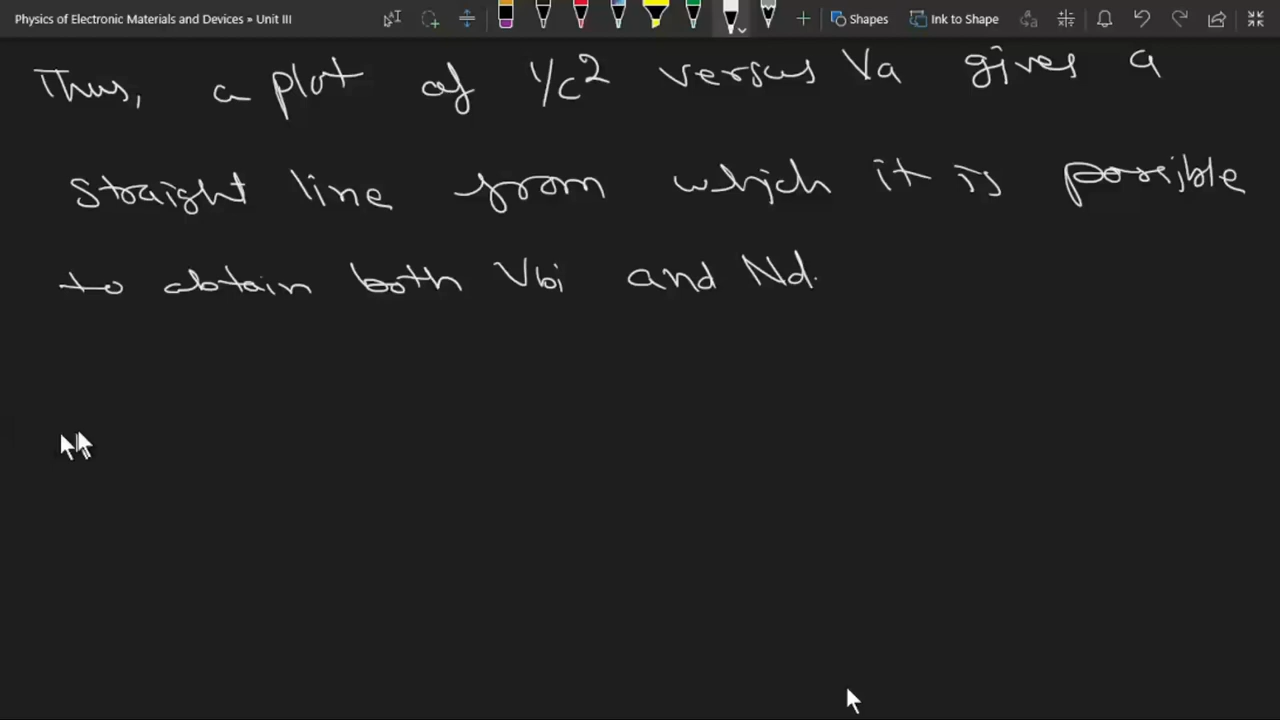 Physics of Electronic Materials and Devices » Unit III
Shapes
Ink to Shape
Thus, a plot of 1/c² versus Va gives a
straight line from which it is possible
to obtain both Vbi and Nd.